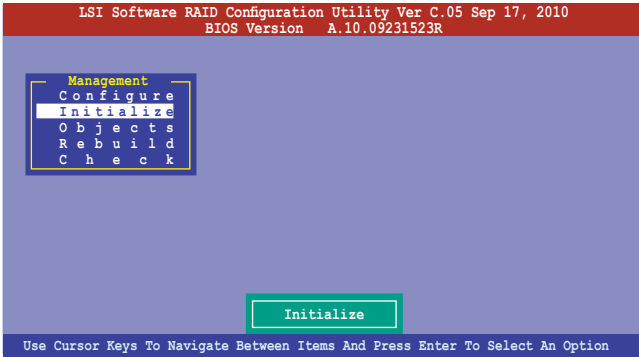 LSI Software RAID Configuration Utility Ver C.05 Sep 17, 2010
BIOS Version A.10.09231523R
Management
Configure
Initialize
Objects
Rebuild
Check
Initialize
Use Cursor Keys To Navigate Between Items And Press Enter To Select An Option